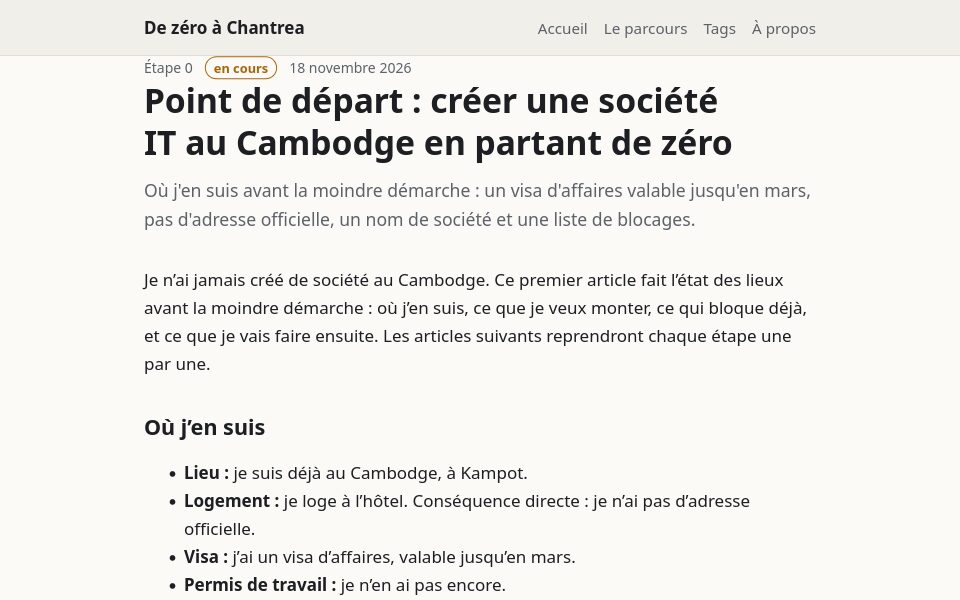 De zéro à Chantrea
Accueil Le parcours Tags À propos
Étape 0 en cours 18 novembre 2026
Point de départ : créer une société
IT au Cambodge en partant de zéro
Où j'en suis avant la moindre démarche : un visa d'affaires valable jusqu'en mars,
pas d'adresse officielle, un nom de société et une liste de blocages.
Je n’ai jamais créé de société au Cambodge. Ce premier article fait l’état des lieux
avant la moindre démarche : où j’en suis, ce que je veux monter, ce qui bloque déjà,
et ce que je vais faire ensuite. Les articles suivants reprendront chaque étape une
par une.
Où j’en suis
• Lieu : je suis déjà au Cambodge, à Kampot.
• Logement : je loge à l’hôtel. Conséquence directe : je n’ai pas d’adresse
officielle.
• Visa : j’ai un visa d’affaires, valable jusqu’en mars.
• Permis de travail : je n’en ai pas encore.